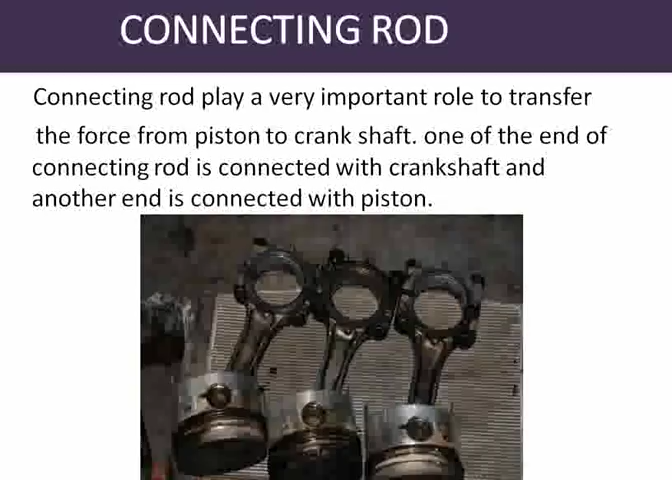 CONNECTING ROD
Connecting rod play a very important role to transfer
the force from piston to crank shaft. one of the end of
connecting rod is connected with crankshaft and
another end is connected with piston.